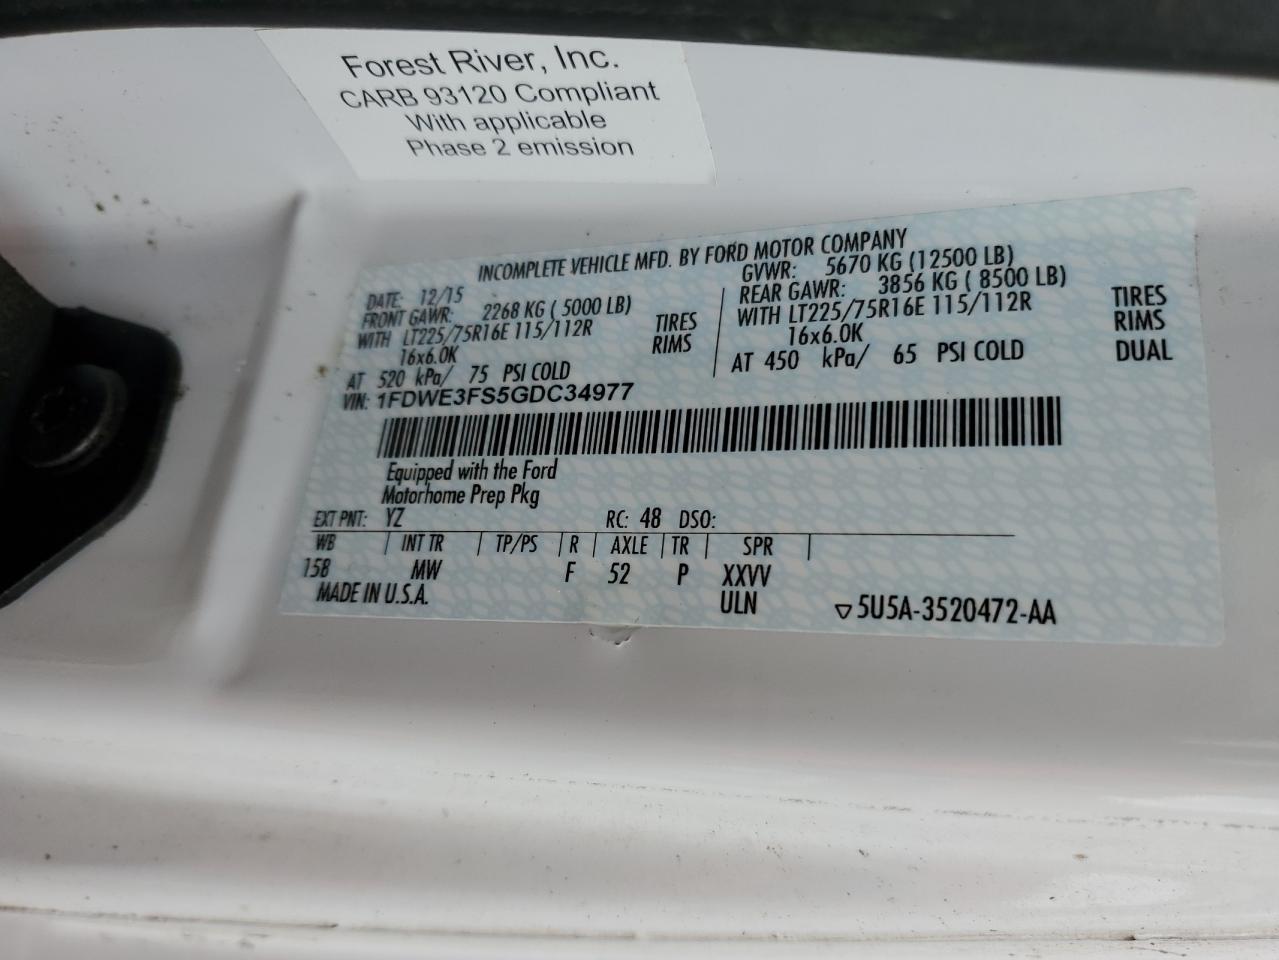 Forest River, Inc.
CARB 93120 Compliant
With applicable
Phase 2 emission
INCOMPLETE VEHICLE MFD. BY FORD MOTOR COMPANY
DATE: 12/15
GVWR: 5670 KG (12500 LB)
FRONT GAWR: 2268 KG ( 5000 LB)
REAR GAWR: 3856 KG ( 8500 LB)
WITH LT225/75R16E 115/112R TIRES
WITH LT225/75R16E 115/112R TIRES
16x6.0K RIMS
16x6.0K RIMS
AT 520 kPa/ 75 PSI COLD
AT 450 kPa/ 65 PSI COLD DUAL
VIN: 1FDWE3FS5GDC34977
Equipped with the Ford
Motorhome Prep Pkg
EXT PNT: YZ RC: 48 DSO:
WB | INT TR | TP/PS | R | AXLE | TR | SPR |
158 MW F 52 P XXVV
MADE IN U.S.A. ULN ▽5U5A-3520472-AA